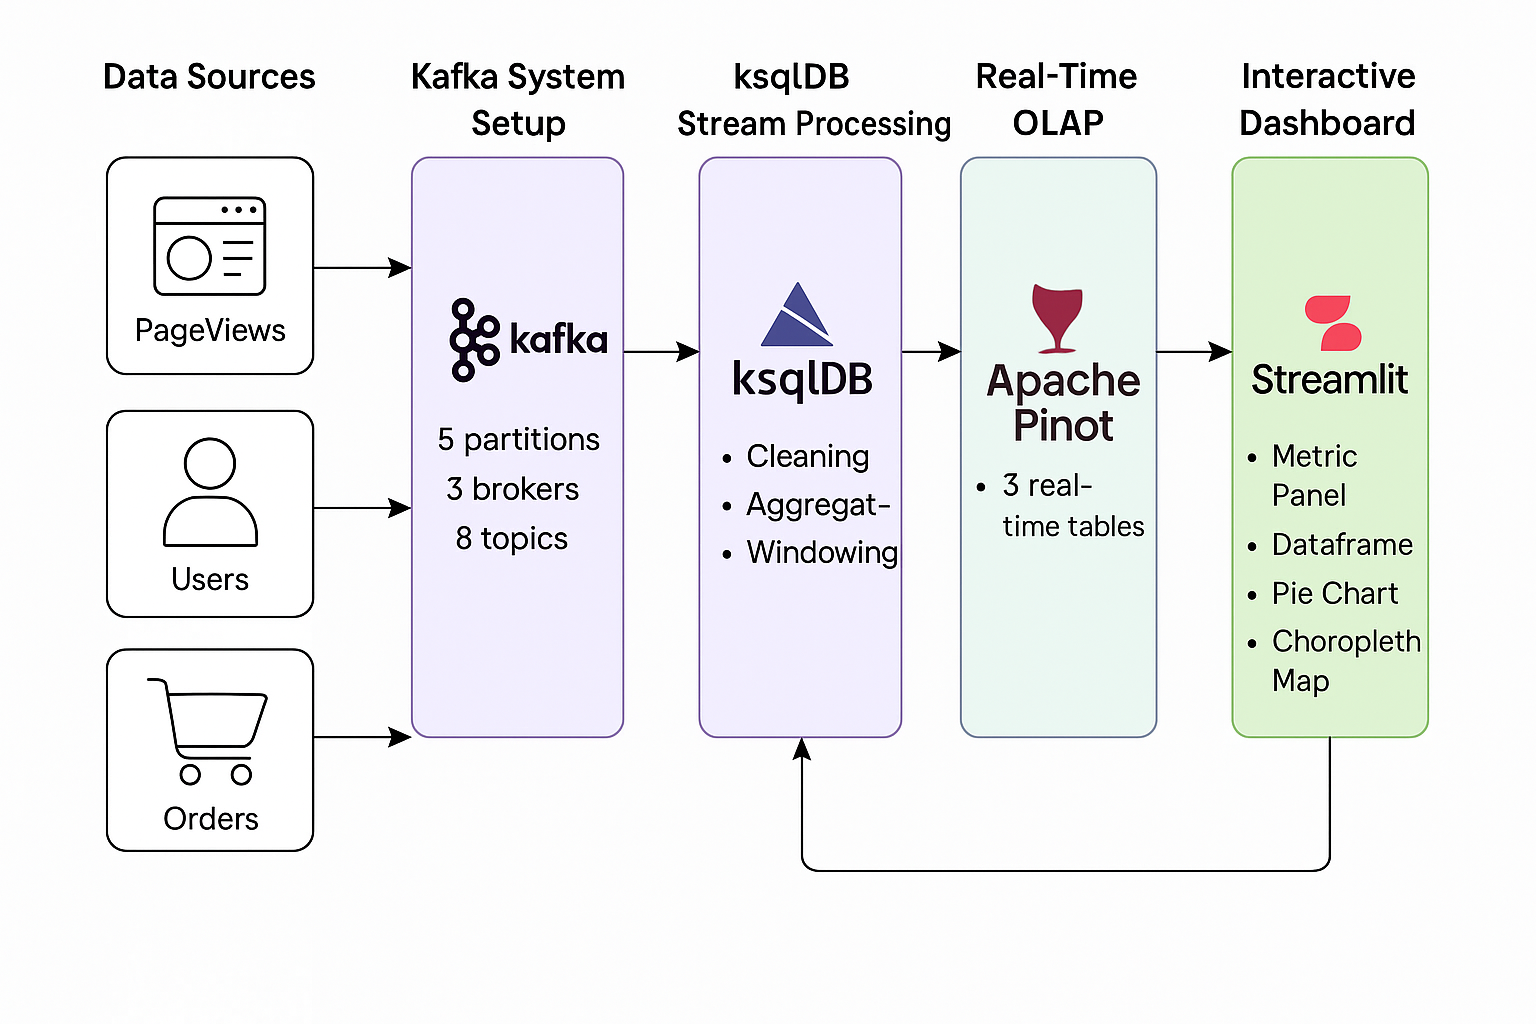 Data Sources
Kafka System
Setup
ksqlDB
Stream Processing
Real-Time
OLAP
Interactive
Dashboard
PageViews
Users
Orders
kafka
5 partitions
3 brokers
8 topics
ksqlDB
• Cleaning
• Aggregat-
• Windowing
Apache
Pinot
• 3 real-
time tables
Streamlit
• Metric
Panel
• Dataframe
• Pie Chart
• Choropleth
Map